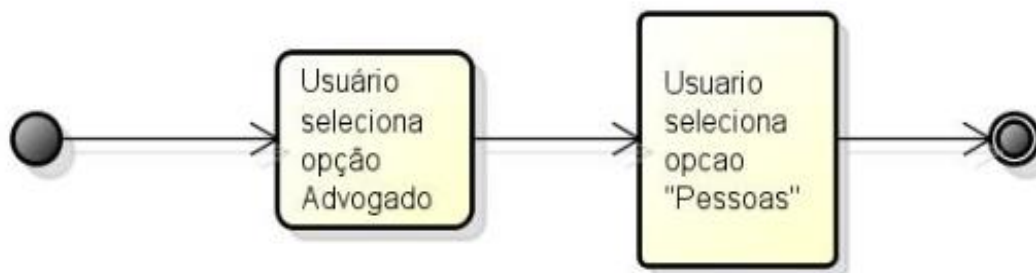 Usuário
seleciona
opção
Advogado
Usuario
seleciona
opcao
"Pessoas"